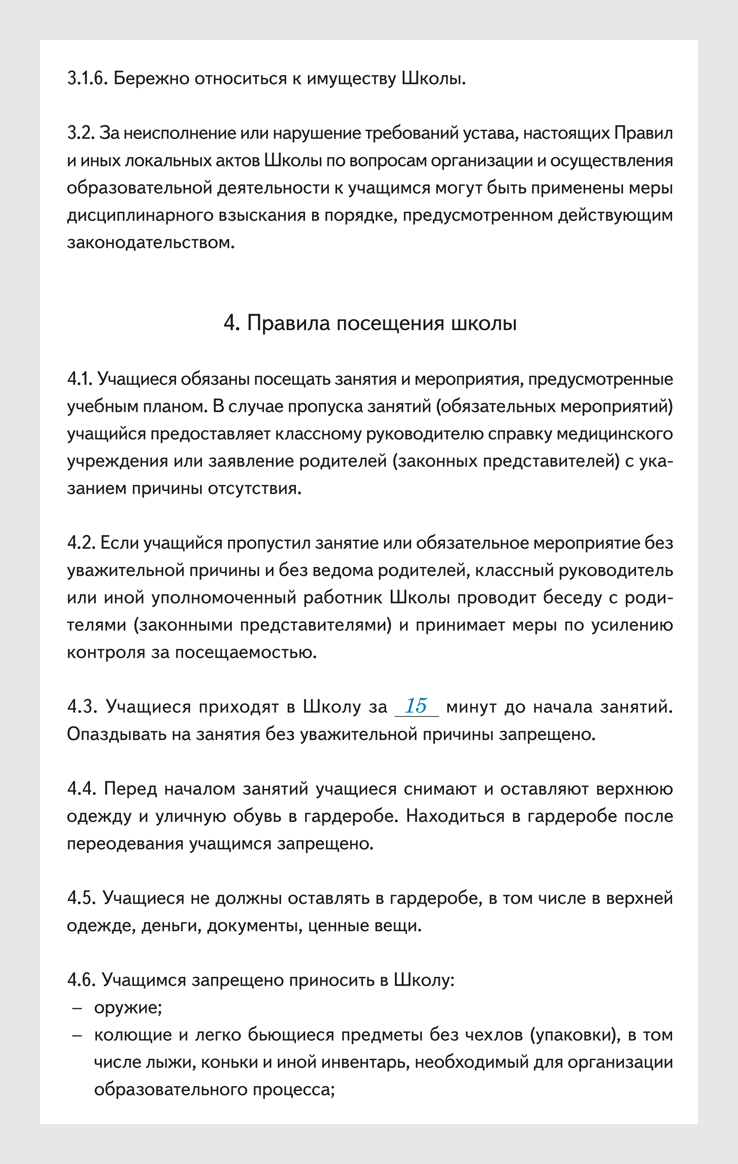 3.1.6. Бережно относиться к имуществу Школы.
3.2. За неисполнение или нарушение требований устава, настоящих Правил
и иных локальных актов Школы по вопросам организации и осуществления
образовательной деятельности к учащимся могут быть применены меры
дисциплинарного взыскания в порядке, предусмотренном действующим
законодательством.
4. Правила посещения школы
4.1. Учащиеся обязаны посещать занятия и мероприятия, предусмотренные
учебным планом. В случае пропуска занятий (обязательных мероприятий)
учащийся предоставляет классному руководителю справку медицинского
учреждения или заявление родителей (законных представителей) с ука-
занием причины отсутствия.
4.2. Если учащийся пропустил занятие или обязательное мероприятие без
уважительной причины и без ведома родителей, классный руководитель
или иной уполномоченный работник Школы проводит беседу с роди-
телями (законными представителями) и принимает меры по усилению
контроля за посещаемостью.
4.3. Учащиеся приходят в Школу за 15 минут до начала занятий.
Опаздывать на занятия без уважительной причины запрещено.
4.4. Перед началом занятий учащиеся снимают и оставляют верхнюю
одежду и уличную обувь в гардеробе. Находиться в гардеробе после
переодевания учащимся запрещено.
4.5. Учащиеся не должны оставлять в гардеробе, в том числе в верхней
одежде, деньги, документы, ценные вещи.
4.6. Учащимся запрещено приносить в Школу:
– оружие;
– колющие и легко бьющиеся предметы без чехлов (упаковки), в том
числе лыжи, коньки и иной инвентарь, необходимый для организации
образовательного процесса;